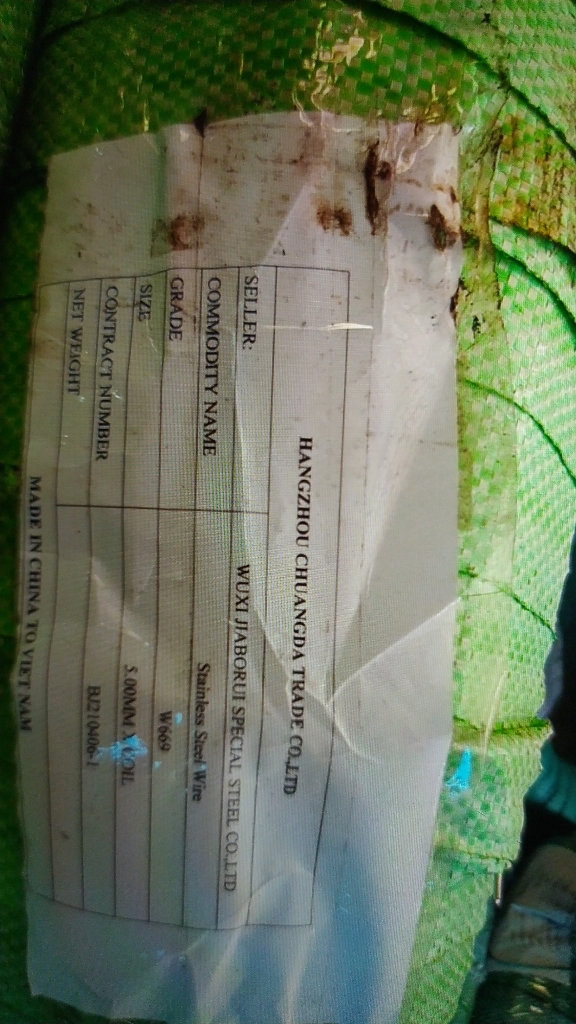 HANGZHOU CHUANGDA TRADE CO.,LTD
SELLER: WUXI JIABORUI SPECIAL STEEL CO.,LTD
COMMODITY NAME Stainless Steel Wire
GRADE W669
SIZE 5.00MM X COIL
CONTRACT NUMBER BJ210406-1
NET WEIGHT
MADE IN CHINA TO VIET NAM